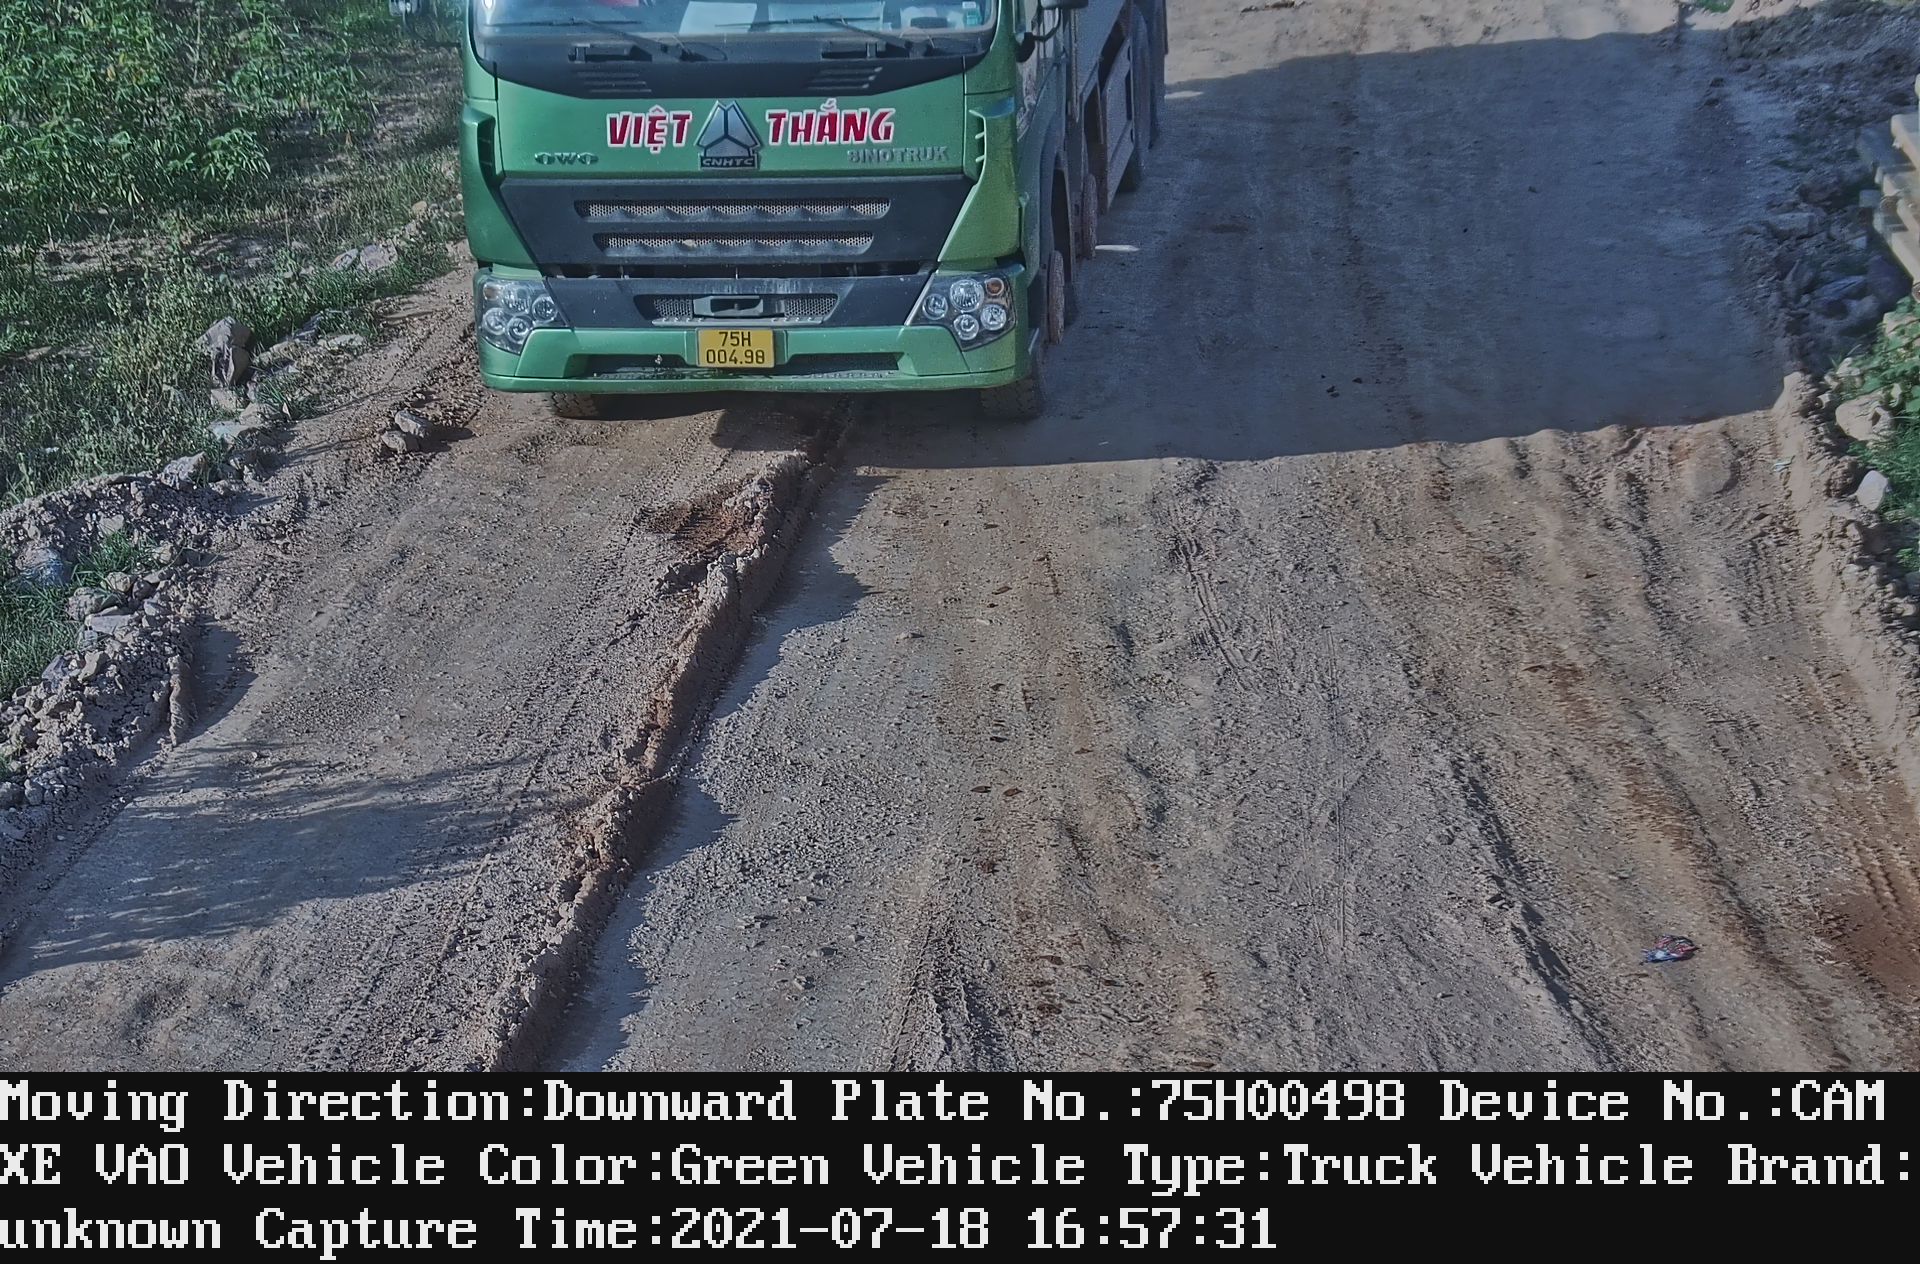 VIỆT THẮNG
CNHTC
SINOTRUK
75H
004.98
Moving Direction:Downward Plate No.:75H00498 Device No.:CAM
XE VAO Vehicle Color:Green Vehicle Type:Truck Vehicle Brand:
unknown Capture Time:2021-07-18 16:57:31